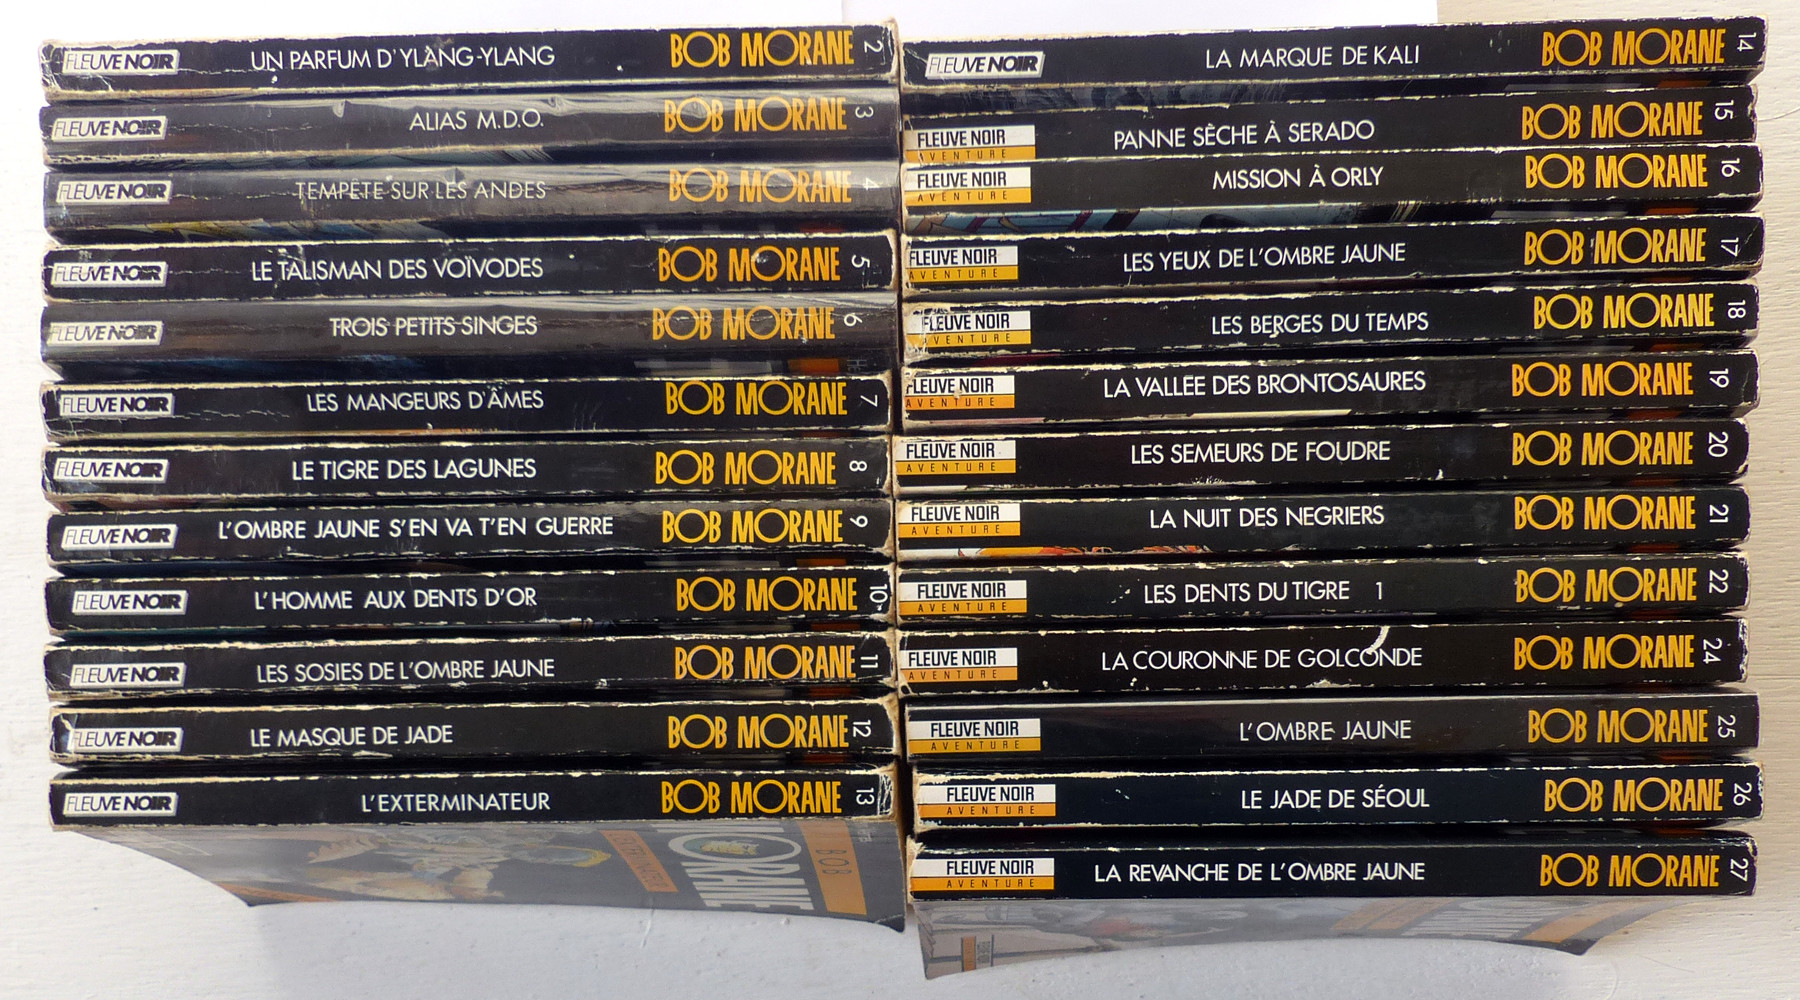 FLEUVE NOIR UN PARFUM D'YLANG-YLANG BOB MORANE 2
FLEUVE NOIR ALIAS M.D.O. BOB MORANE 3
FLEUVE NOIR TEMPÊTE SUR LES ANDES BOB MORANE 4
FLEUVE NOIR LE TALISMAN DES VOÏVODES BOB MORANE 5
FLEUVE NOIR TROIS PETITS SINGES BOB MORANE 6
FLEUVE NOIR LES MANGEURS D'ÂMES BOB MORANE 7
FLEUVE NOIR LE TIGRE DES LAGUNES BOB MORANE 8
FLEUVE NOIR L'OMBRE JAUNE S'EN VA T'EN GUERRE BOB MORANE 9
FLEUVE NOIR L'HOMME AUX DENTS D'OR BOB MORANE 10
FLEUVE NOIR LES SOSIES DE L'OMBRE JAUNE BOB MORANE 11
FLEUVE NOIR LE MASQUE DE JADE BOB MORANE 12
FLEUVE NOIR L'EXTERMINATEUR BOB MORANE 13
BOB
FLEUVE NOIR LA MARQUE DE KALI BOB MORANE 14
FLEUVE NOIR PANNE SÈCHE À SERADO BOB MORANE 15
AVENTURE
FLEUVE NOIR MISSION À ORLY BOB MORANE 16
AVENTURE
FLEUVE NOIR LES YEUX DE L'OMBRE JAUNE BOB MORANE 17
AVENTURE
FLEUVE NOIR LES BERGES DU TEMPS BOB MORANE 18
AVENTURE
FLEUVE NOIR LA VALLEE DES BRONTOSAURES BOB MORANE 19
AVENTURE
FLEUVE NOIR LES SEMEURS DE FOUDRE BOB MORANE 20
AVENTURE
FLEUVE NOIR LA NUIT DES NEGRIERS BOB MORANE 21
AVENTURE
FLEUVE NOIR LES DENTS DU TIGRE 1 BOB MORANE 22
AVENTURE
FLEUVE NOIR LA COURONNE DE GOLCONDE BOB MORANE 24
AVENTURE
FLEUVE NOIR L'OMBRE JAUNE BOB MORANE 25
AVENTURE
FLEUVE NOIR LE JADE DE SÉOUL BOB MORANE 26
AVENTURE
FLEUVE NOIR LA REVANCHE DE L'OMBRE JAUNE BOB MORANE 27
AVENTURE